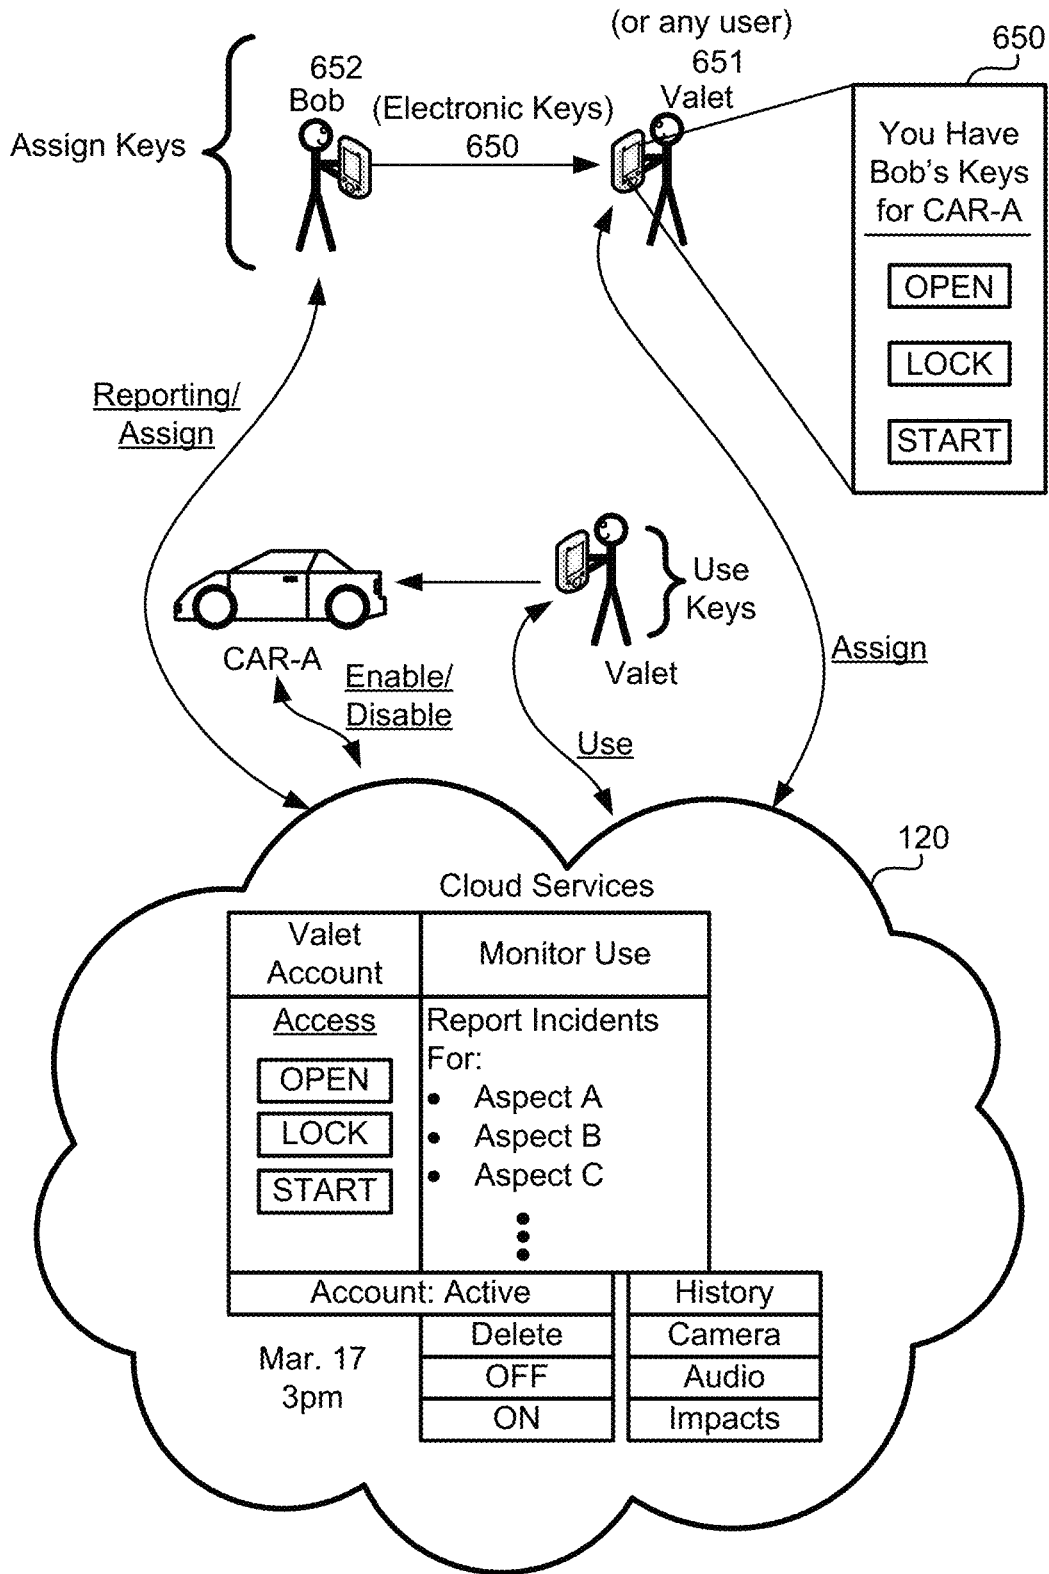 (or any user)
651
Valet
652
Bob
(Electronic Keys)
650
Assign Keys
650
You Have
Bob's Keys
for CAR-A
OPEN
LOCK
START
Reporting/
Assign
CAR-A
Enable/
Disable
Use
Keys
Valet
Use
Assign
120
Cloud Services
Valet
Account
Monitor Use
Access
OPEN
LOCK
START
Report Incidents
For:
• Aspect A
• Aspect B
• Aspect C
Account: Active
Delete
OFF
ON
History
Camera
Audio
Impacts
Mar. 17
3pm